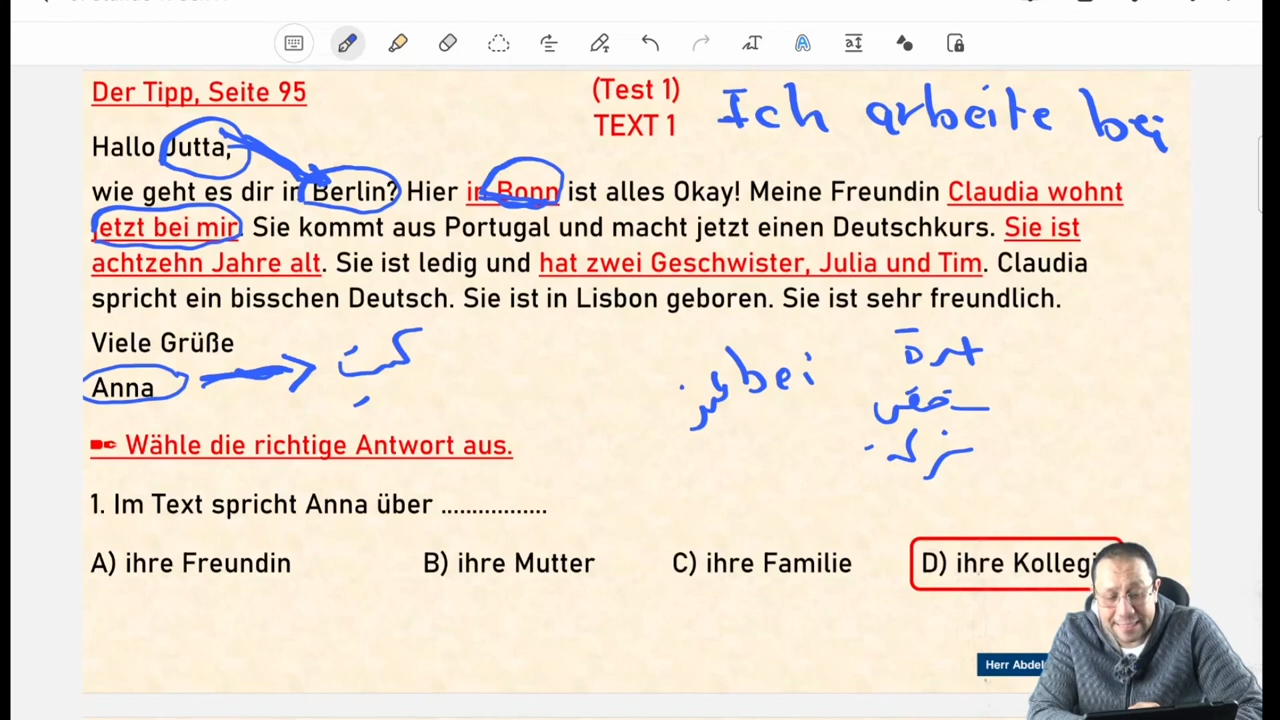 Der Tipp, Seite 95
(Test 1)
TEXT 1
Ich arbeite bei
Hallo Jutta,
wie geht es dir in Berlin? Hier in Bonn ist alles Okay! Meine Freundin Claudia wohnt
jetzt bei mir. Sie kommt aus Portugal und macht jetzt einen Deutschkurs. Sie ist
achtzehn Jahre alt. Sie ist ledig und hat zwei Geschwister, Julia und Tim. Claudia
spricht ein bisschen Deutsch. Sie ist in Lisbon geboren. Sie ist sehr freundlich.
Viele Grüße
Anna
bei
✒ Wähle die richtige Antwort aus.
1. Im Text spricht Anna über .................
A) ihre Freundin B) ihre Mutter C) ihre Familie D) ihre Kollegi
Herr Abdel